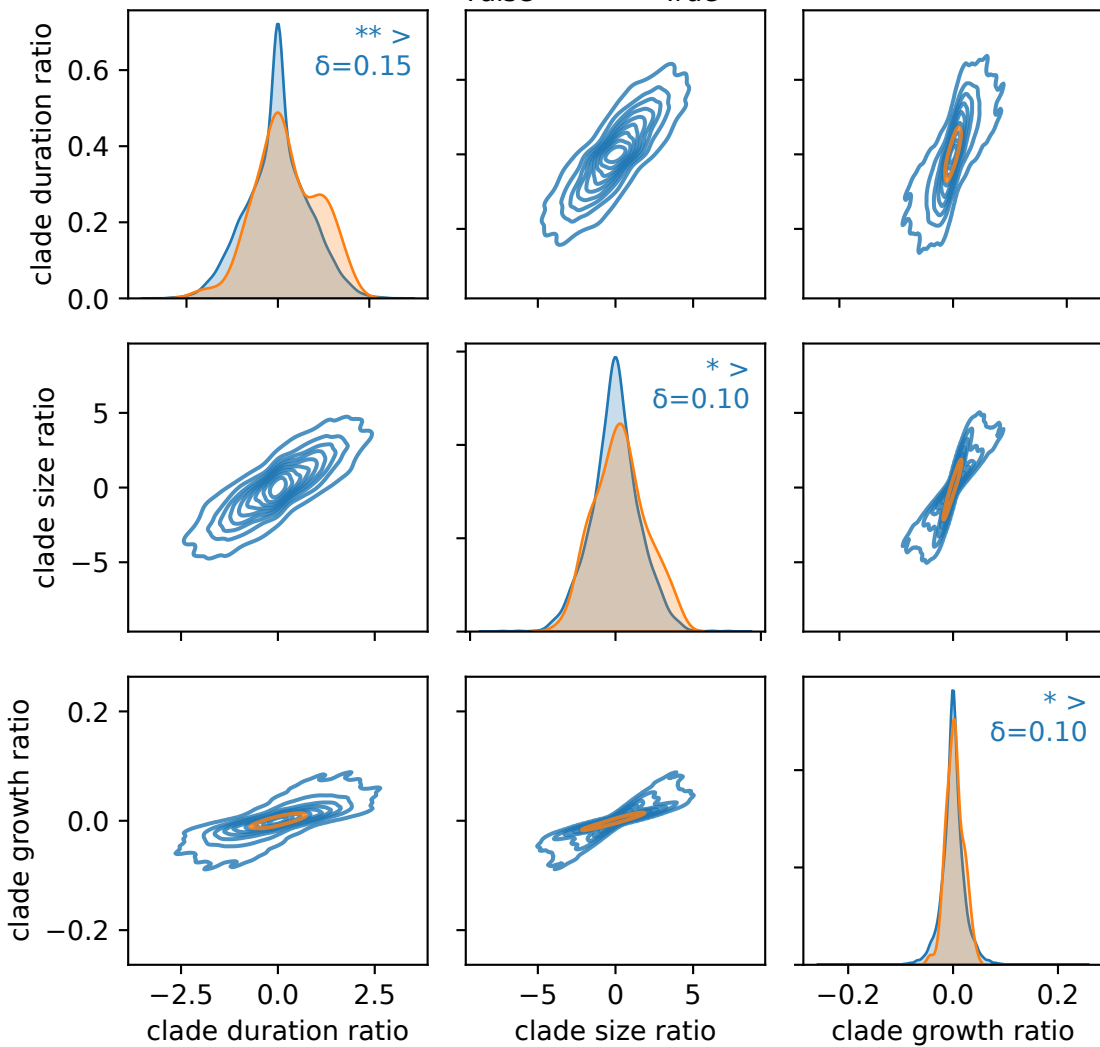 clade duration ratio
0.6
0.4
0.2
0.0
** >
δ=0.15
clade size ratio
5
0
−5
* >
δ=0.10
clade growth ratio
0.2
0.0
−0.2
* >
δ=0.10
−2.5 0.0 2.5
−5 0 5
−0.2 0.0 0.2
clade duration ratio
clade size ratio
clade growth ratio